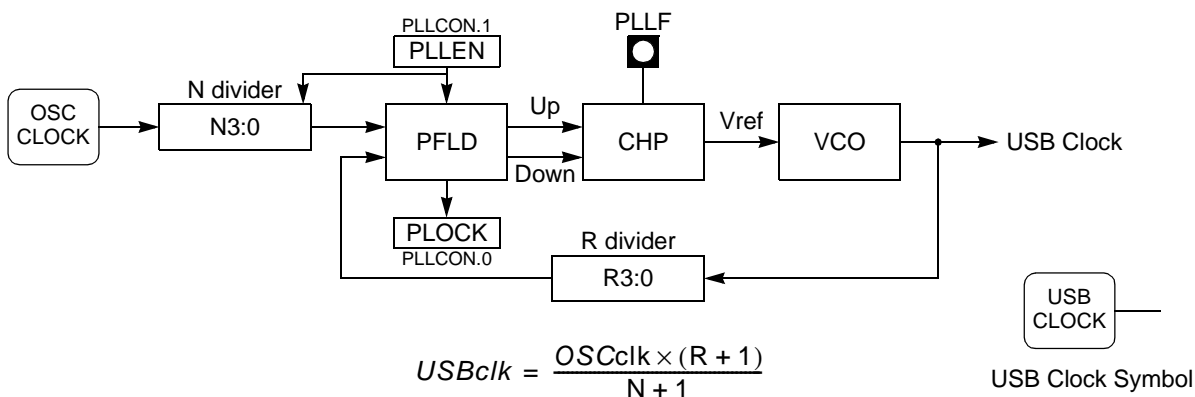 PLLCON.1
PLLEN
PLLF
OSC
CLOCK
N divider
N3:0
PFLD
Up
Down
CHP
Vref
VCO
USB Clock
PLOCK
PLLCON.0
R divider
R3:0
USB
CLOCK
USB Clock Symbol
USBclk = OSCclk × (R + 1)
N + 1